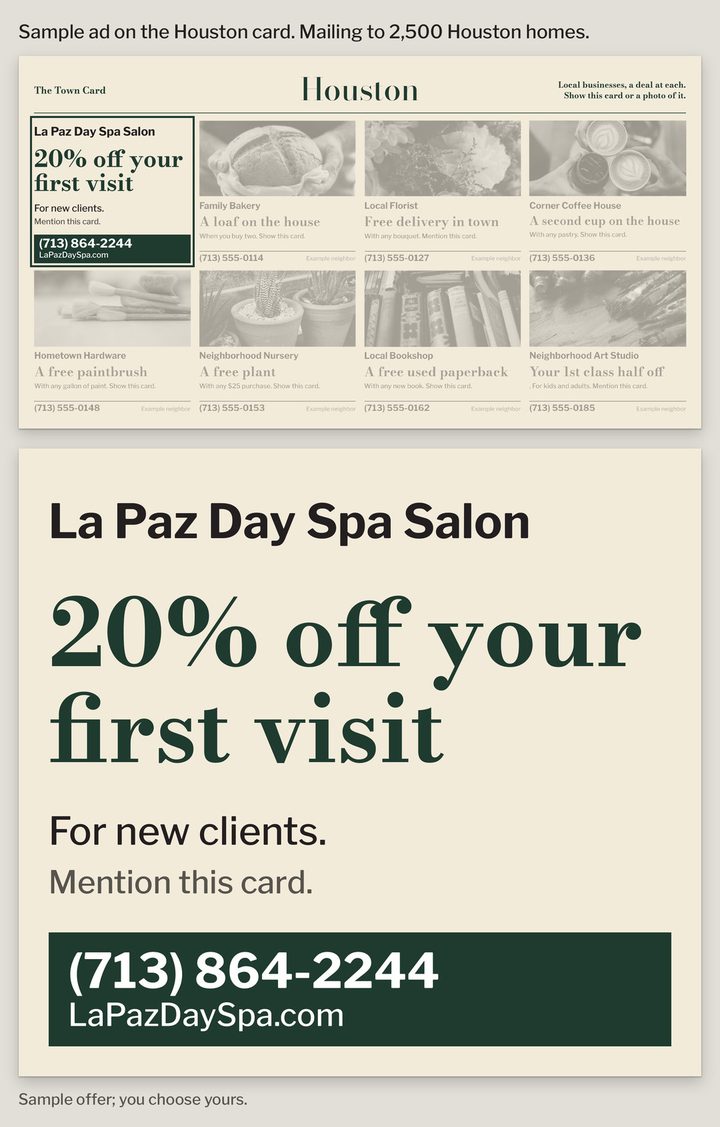 Sample ad on the Houston card. Mailing to 2,500 Houston homes.
The Town Card
Houston
Local businesses, a deal at each.
Show this card or a photo of it.
La Paz Day Spa Salon
20% off your
first visit
For new clients.
Mention this card.
(713) 864-2244
LaPazDaySpa.com
Family Bakery
A loaf on the house
When you buy two. Show this card.
(713) 555-0114 Example neighbor
Local Florist
Free delivery in town
With any bouquet. Mention this card.
(713) 555-0127 Example neighbor
Corner Coffee House
A second cup on the house
With any pastry. Show this card.
(713) 555-0136 Example neighbor
Hometown Hardware
A free paintbrush
With any gallon of paint. Show this card.
(713) 555-0148 Example neighbor
Neighborhood Nursery
A free plant
With any $25 purchase. Show this card.
(713) 555-0153 Example neighbor
Local Bookshop
A free used paperback
With any new book. Show this card.
(713) 555-0162 Example neighbor
Neighborhood Art Studio
Your 1st class half off
For kids and adults. Mention this card.
(713) 555-0185 Example neighbor
La Paz Day Spa Salon
20% off your
first visit
For new clients.
Mention this card.
(713) 864-2244
LaPazDaySpa.com
Sample offer; you choose yours.